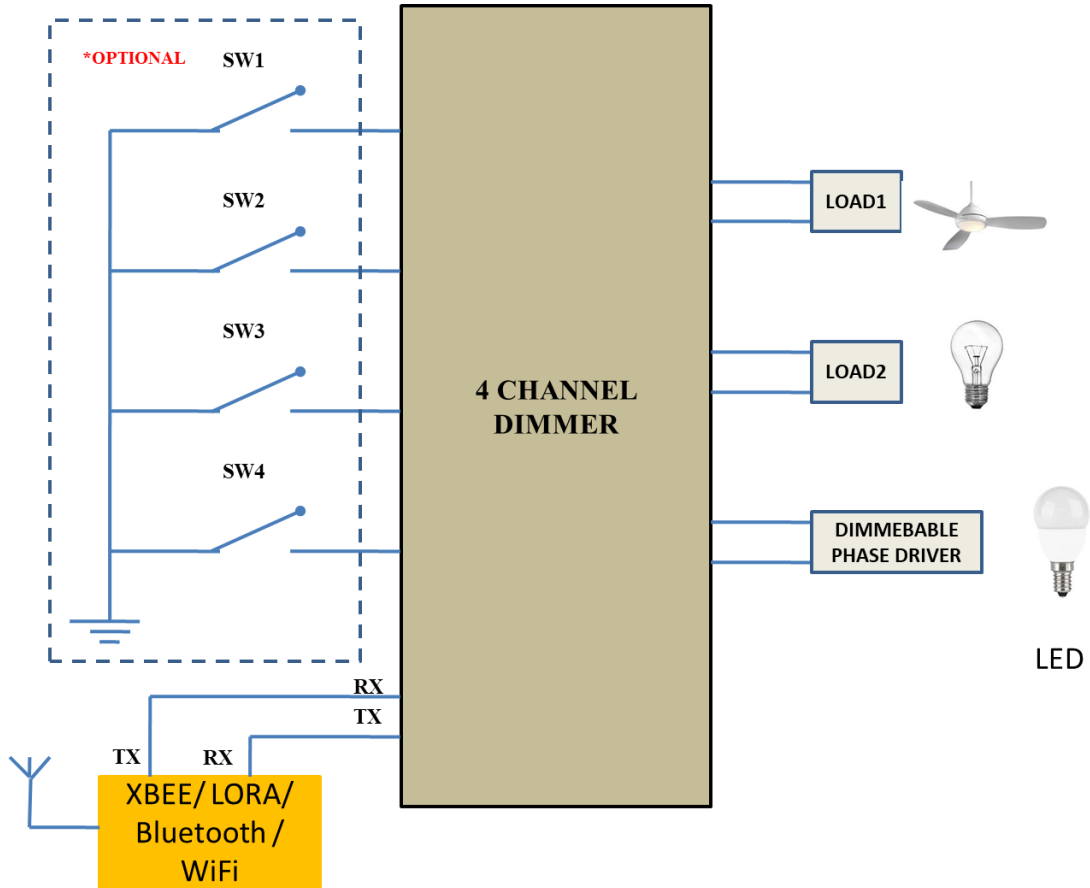 *OPTIONAL
SW1
SW2
SW3
SW4
4 CHANNEL
DIMMER
LOAD1
LOAD2
DIMMEBABLE
PHASE DRIVER
LED
RX
TX
TX
RX
XBEE/ LORA/
Bluetooth /
WiFi